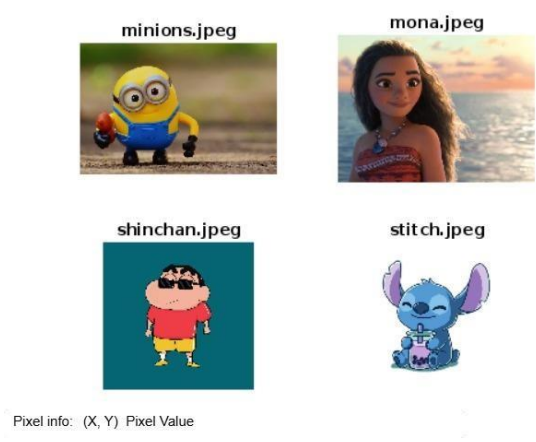 minions.jpeg
mona.jpeg
shinchan.jpeg
stitch.jpeg
Pixel info: (X, Y) Pixel Value